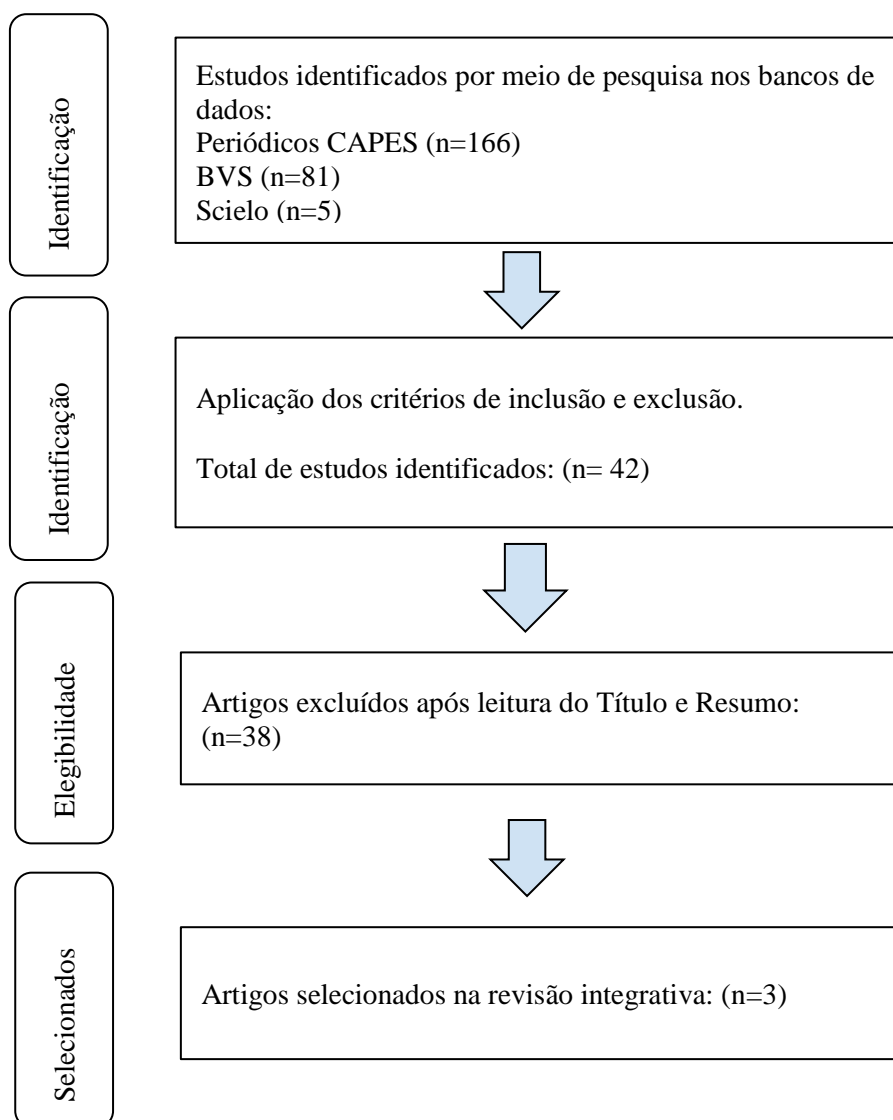 Identificação
Estudos identificados por meio de pesquisa nos bancos de
dados:
Periódicos CAPES (n=166)
BVS (n=81)
Scielo (n=5)
Identificação
Aplicação dos critérios de inclusão e exclusão.
Total de estudos identificados: (n= 42)
Elegibilidade
Artigos excluídos após leitura do Título e Resumo:
(n=38)
Selecionados
Artigos selecionados na revisão integrativa: (n=3)